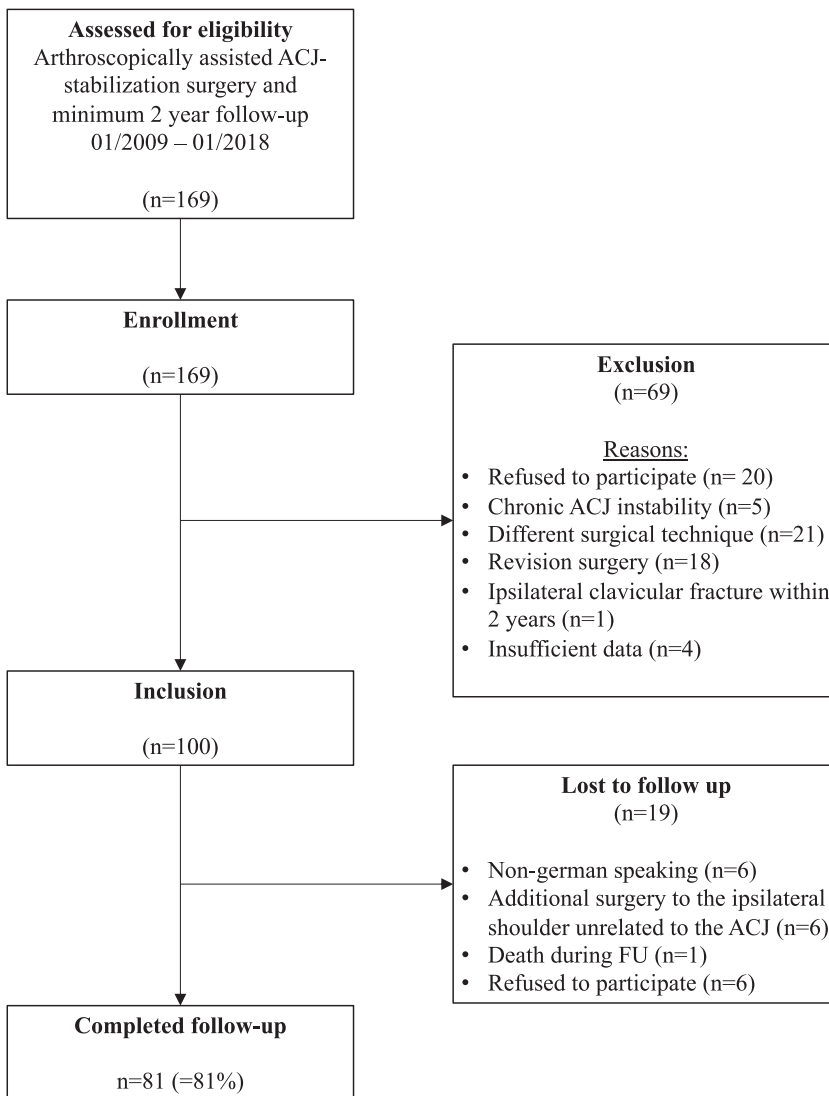 Assessed for eligibility
Arthroscopically assisted ACJ-
stabilization surgery and
minimum 2 year follow-up
01/2009 – 01/2018
(n=169)
Enrollment
(n=169)
Exclusion
(n=69)
Reasons:
• Refused to participate (n= 20)
• Chronic ACJ instability (n=5)
• Different surgical technique (n=21)
• Revision surgery (n=18)
• Ipsilateral clavicular fracture within
2 years (n=1)
• Insufficient data (n=4)
Inclusion
(n=100)
Lost to follow up
(n=19)
• Non-german speaking (n=6)
• Additional surgery to the ipsilateral
shoulder unrelated to the ACJ (n=6)
• Death during FU (n=1)
• Refused to participate (n=6)
Completed follow-up
n=81 (=81%)